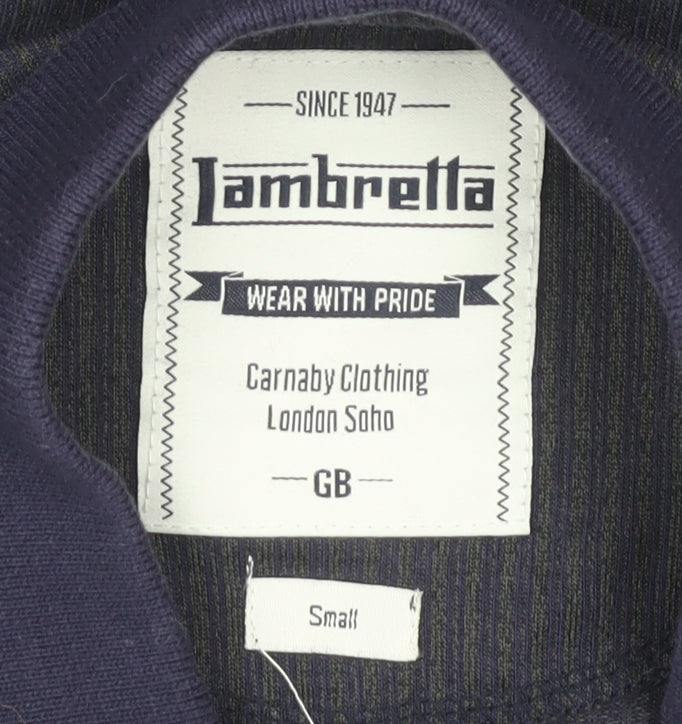 SINCE 1947
Lambretta
WEAR WITH PRIDE
Carnaby Clothing
London Soho
GB
Small